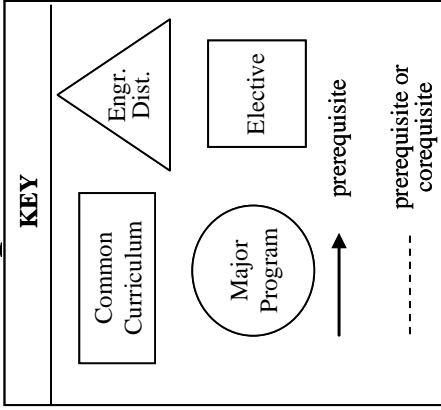 KEY
Common
Curriculum
Engr.
Dist.
Major
Program
Elective
prerequisite
prerequisite or
corequisite